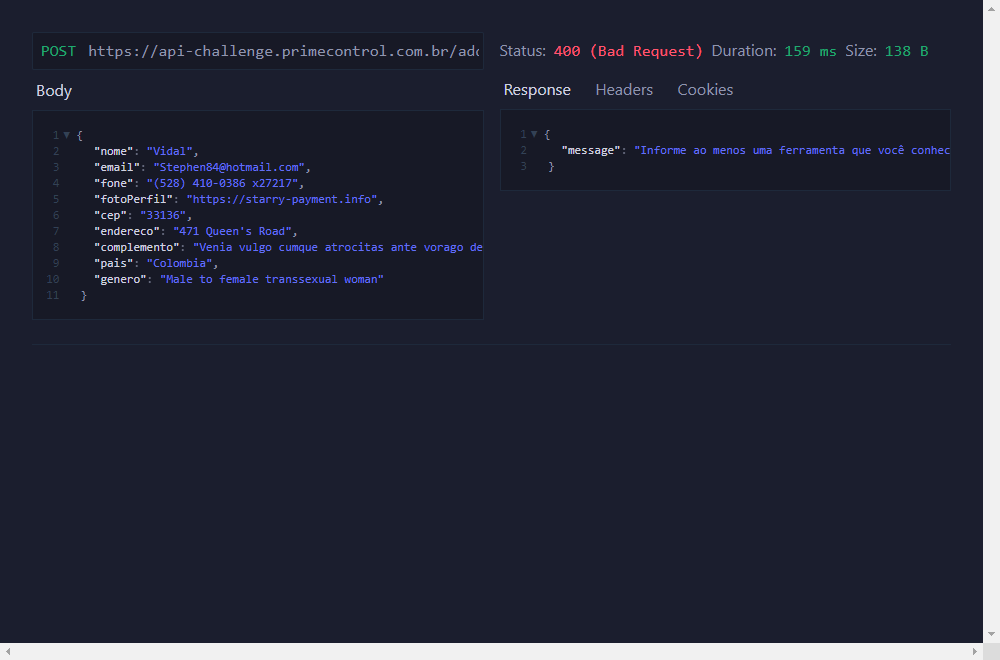 POST https://api-challenge.primecontrol.com.br/add
Status: 400 (Bad Request) Duration: 159 ms Size: 138 B
Body
1 {
2 "nome": "Vidal",
3 "email": "Stephen84@hotmail.com",
4 "fone": "(528) 410-0386 x27217",
5 "fotoPerfil": "https://starry-payment.info",
6 "cep": "33136",
7 "endereco": "471 Queen's Road",
8 "complemento": "Venia vulgo cumque atrocitas ante vorago de
9 "pais": "Colombia",
10 "genero": "Male to female transsexual woman"
11 }
Response Headers Cookies
1 {
2 "message": "Informe ao menos uma ferramenta que você conhec
3 }